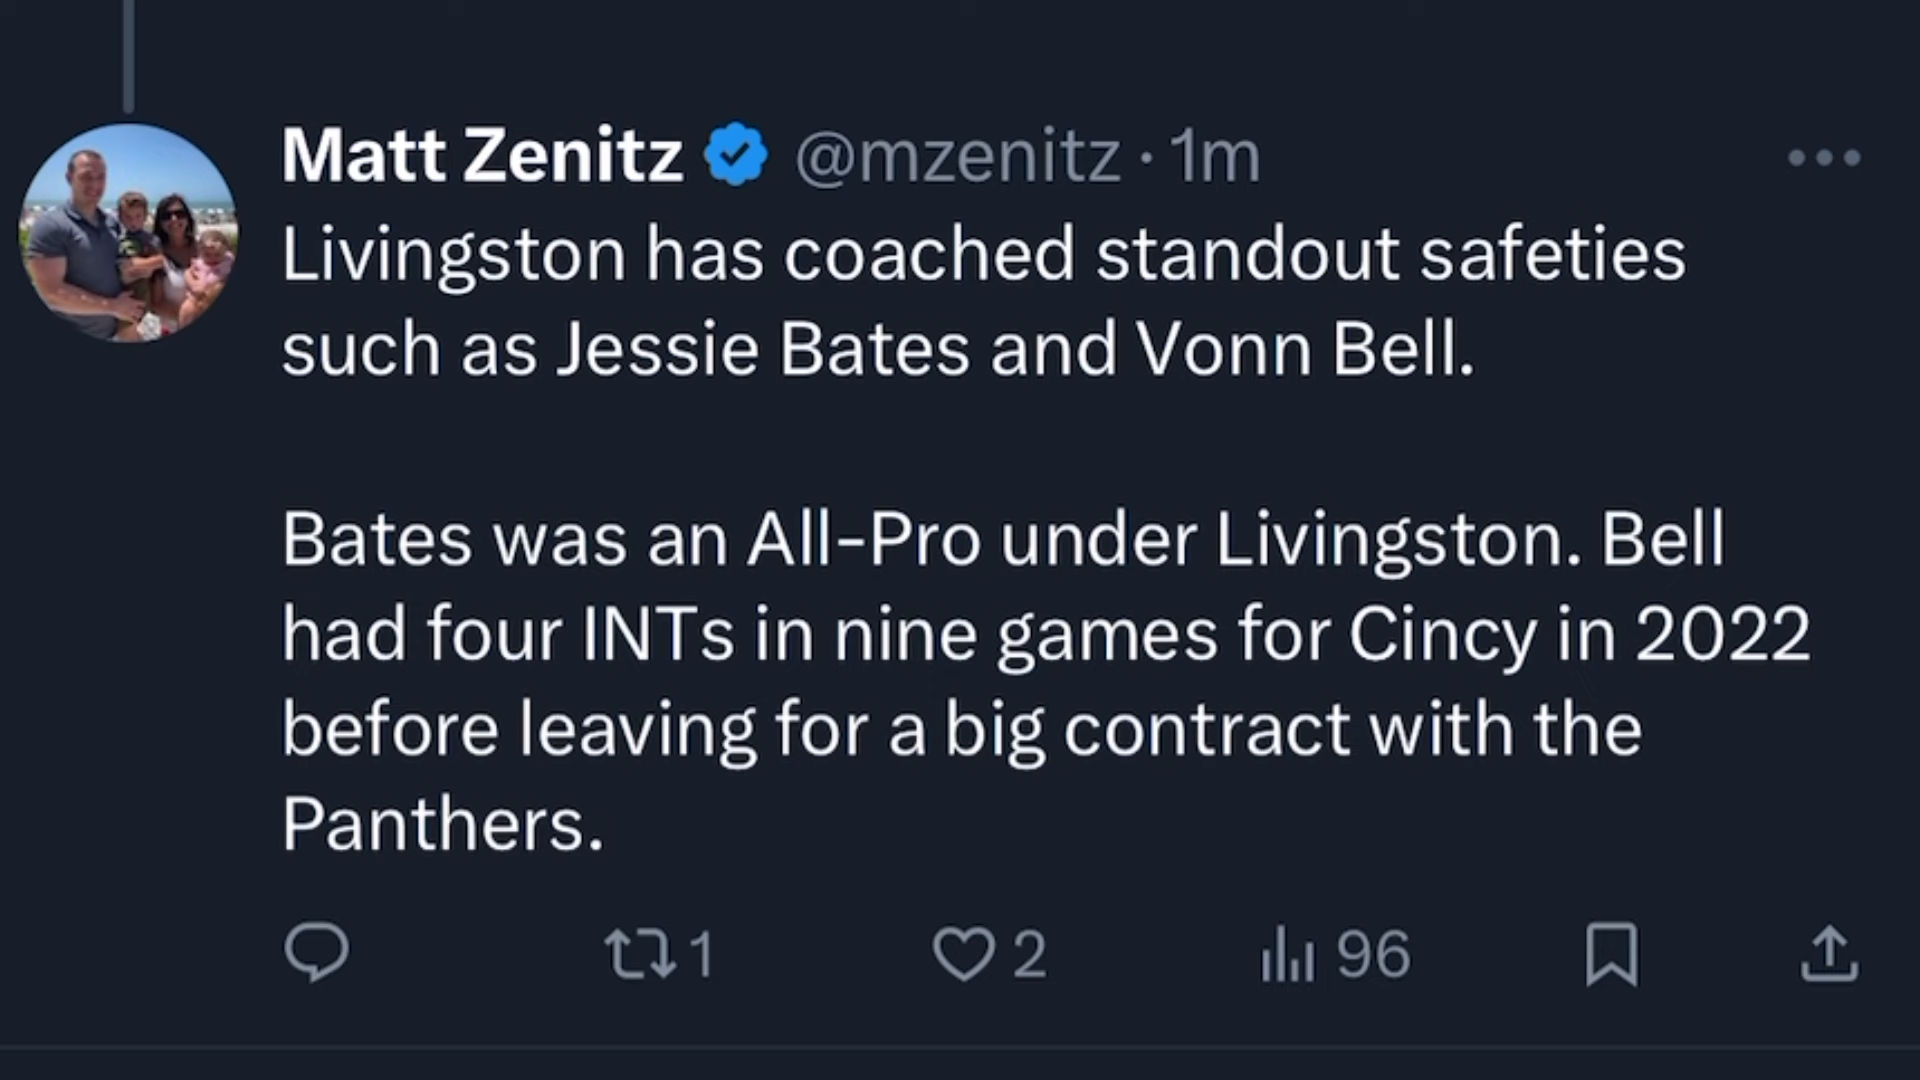 Matt Zenitz @mzenitz · 1m
Livingston has coached standout safeties
such as Jessie Bates and Vonn Bell.
Bates was an All-Pro under Livingston. Bell
had four INTs in nine games for Cincy in 2022
before leaving for a big contract with the
Panthers.
1 2 96